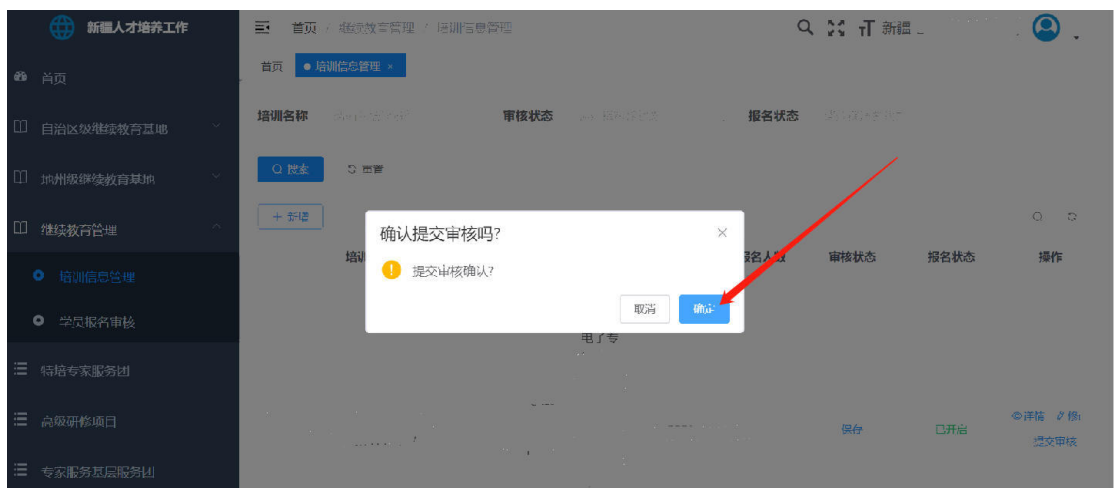 新疆人才培养工作
首页 / 继续教育管理 / 培训信息管理
新疆
首页
培训信息管理 ×
首页
自治区级继续教育基地
地州级继续教育基地
继续教育管理
培训信息管理
学员报名审核
特培专家服务团
高级研修项目
专家服务基层服务团
培训名称
审核状态
报名状态
搜索
重置
+ 新增
报名人数
审核状态
报名状态
操作
确认提交审核吗?
提交审核确认?
取消
确定
保存
已开启
详情
提交审核